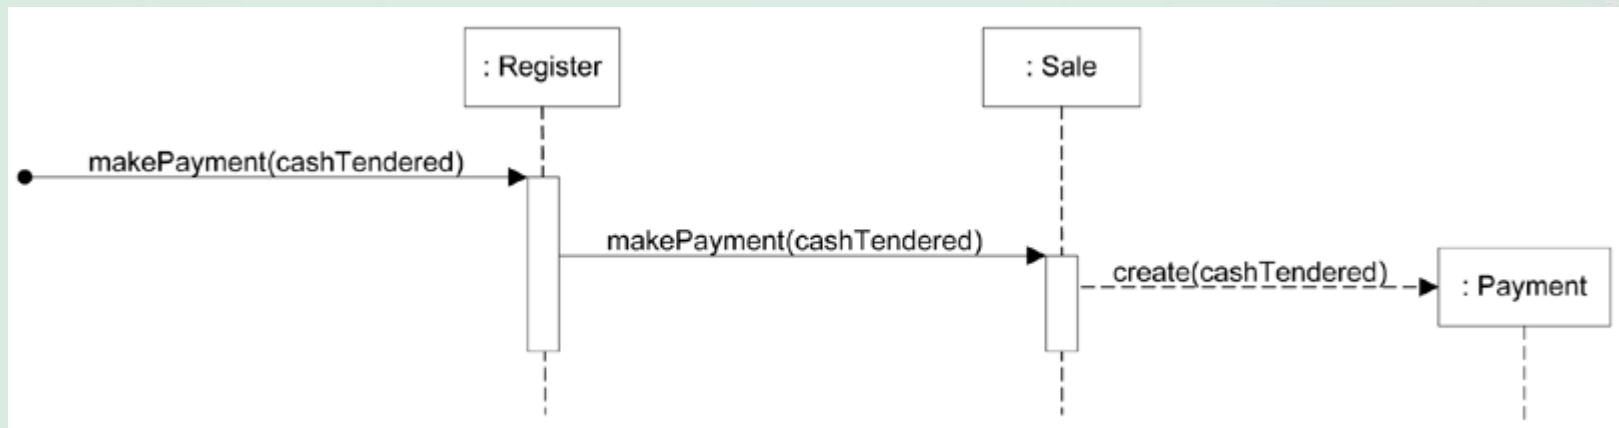 : Register
: Sale
makePayment(cashTendered)
makePayment(cashTendered)
create(cashTendered)
: Payment